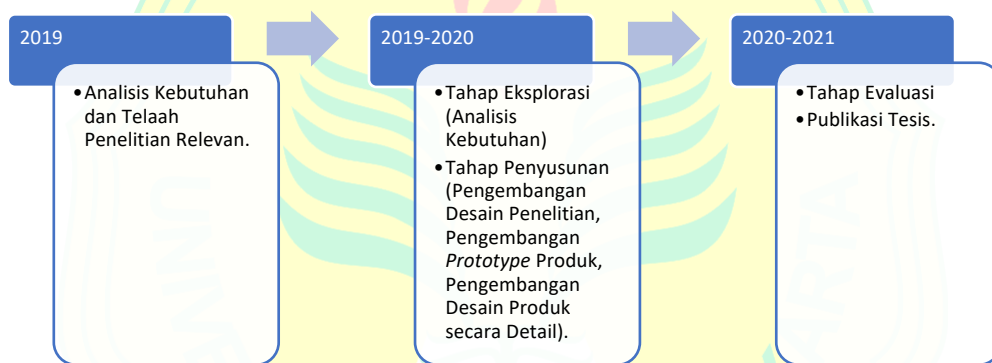 2019
•Analisis Kebutuhan
dan Telaah
Penelitian Relevan.
2019-2020
•Tahap Eksplorasi
(Analisis
Kebutuhan)
•Tahap Penyusunan
(Pengembangan
Desain Penelitian,
Pengembangan
Prototype Produk,
Pengembangan
Desain Produk
secara Detail).
2020-2021
•Tahap Evaluasi
•Publikasi Tesis.